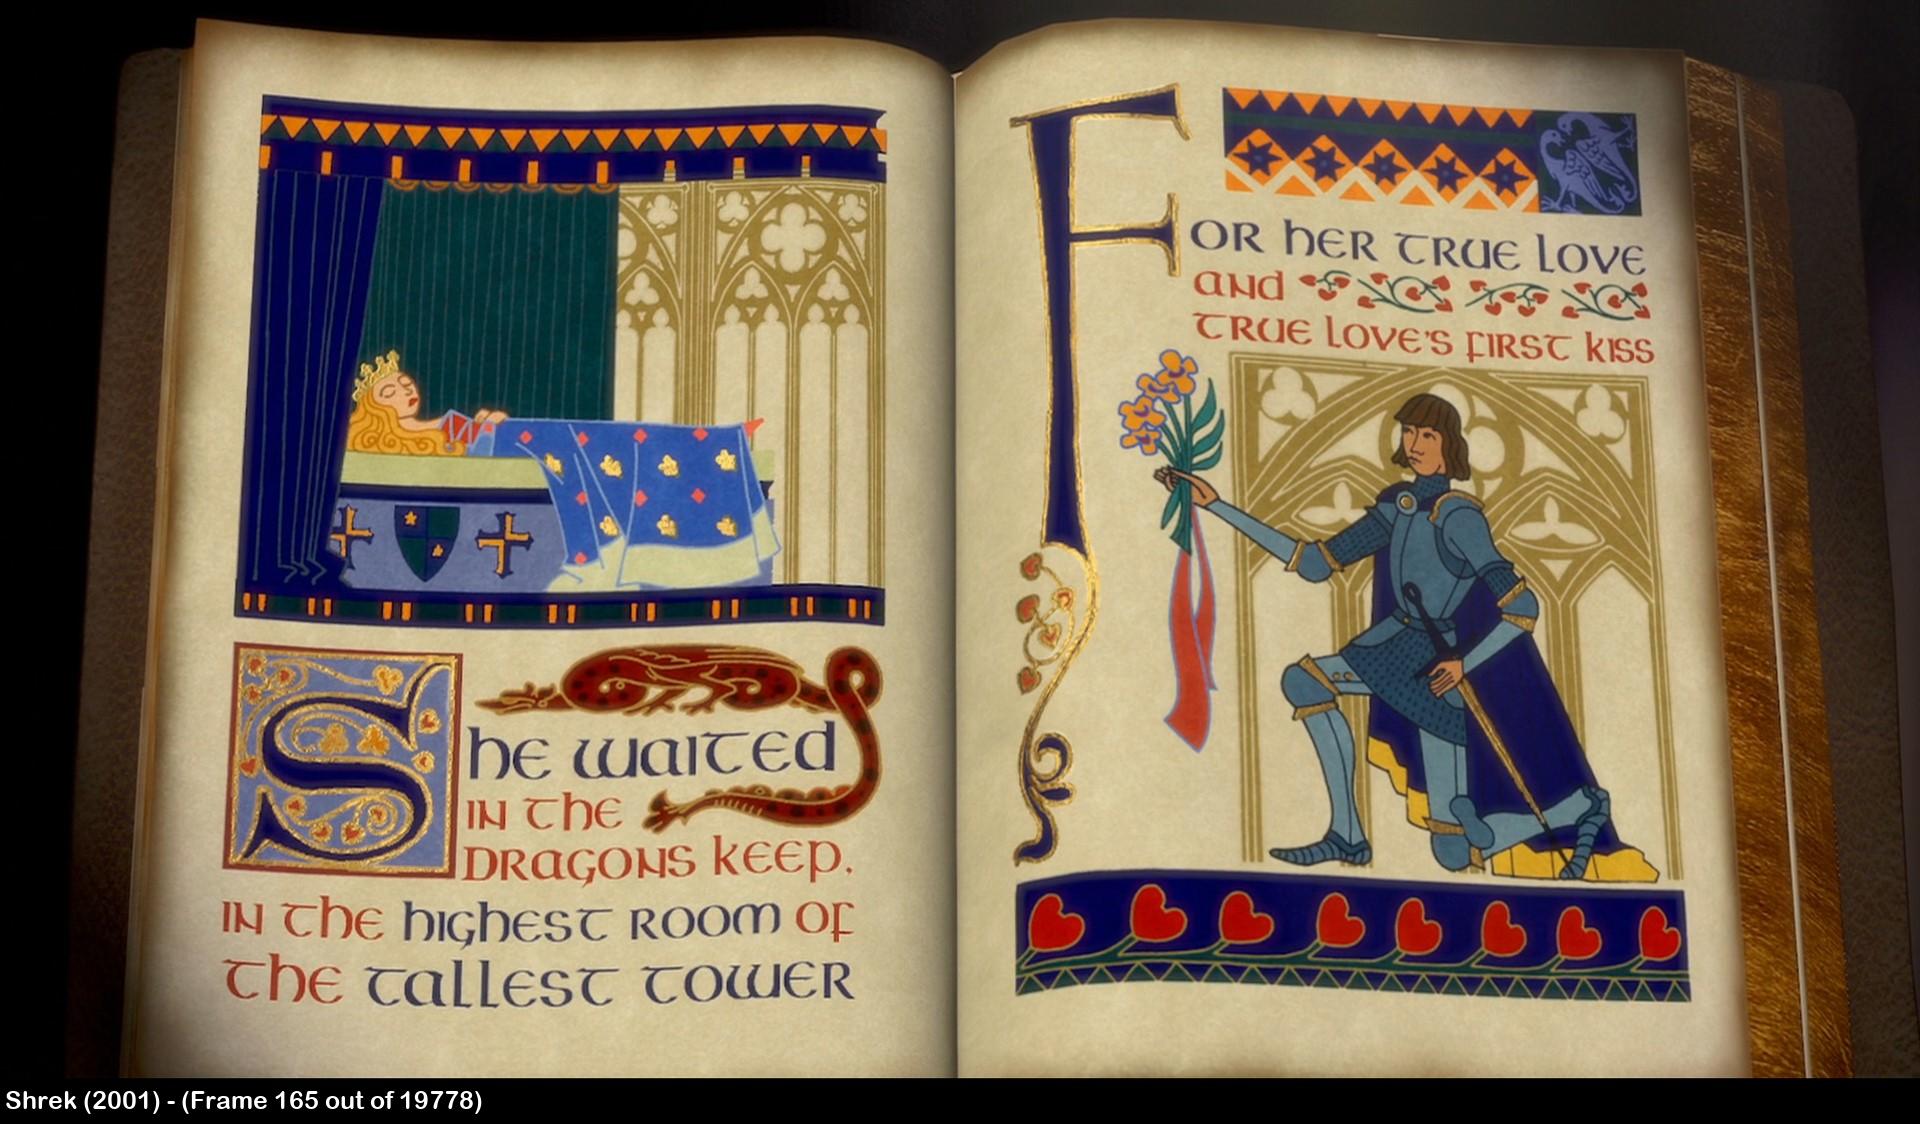 She waited
in the
dragons keep.
in the highest room of
the tallest tower
For her true love
and
true love's first kiss
Shrek (2001) - (Frame 165 out of 19778)